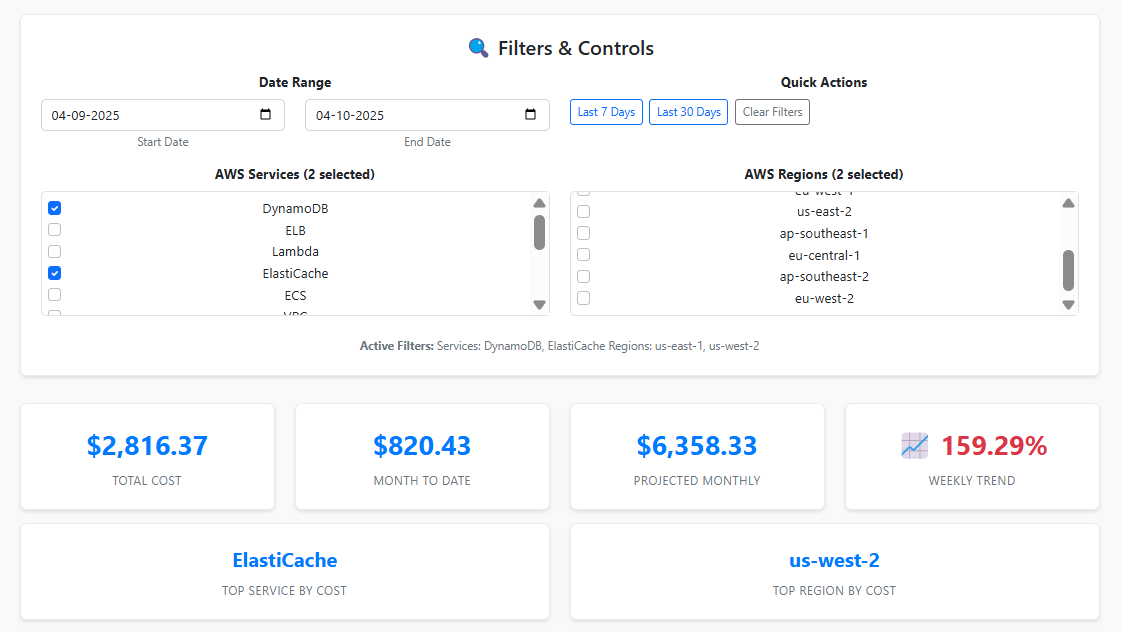 Filters & Controls
Date Range
Quick Actions
04-09-2025
04-10-2025
Last 7 Days
Last 30 Days
Clear Filters
Start Date
End Date
AWS Services (2 selected)
AWS Regions (2 selected)
DynamoDB
ELB
Lambda
ElastiCache
ECS
us-east-2
ap-southeast-1
eu-central-1
ap-southeast-2
eu-west-2
Active Filters: Services: DynamoDB, ElastiCache Regions: us-east-1, us-west-2
$2,816.37
TOTAL COST
$820.43
MONTH TO DATE
$6,358.33
PROJECTED MONTHLY
159.29%
WEEKLY TREND
ElastiCache
TOP SERVICE BY COST
us-west-2
TOP REGION BY COST